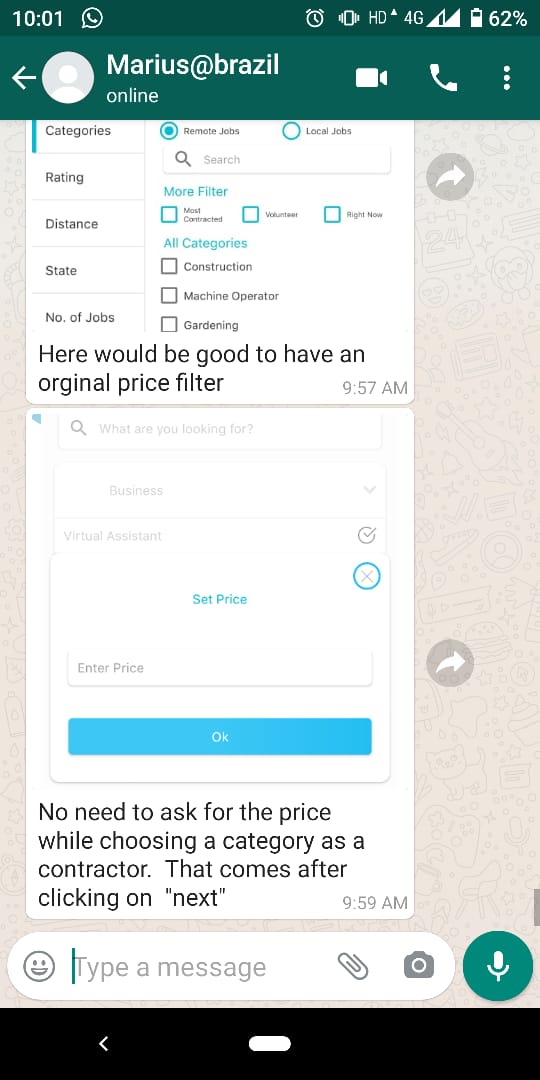 10:01 HD 4G 62%
Marius@brazil
online
Categories
Remote Jobs Local Jobs
Search
Rating
More Filter
Most Contracted Volunteer Right Now
Distance
All Categories
State
Construction
Machine Operator
No. of Jobs
Gardening
Here would be good to have an
orginal price filter
9:57 AM
What are you looking for?
Business
Virtual Assistant
Set Price
Enter Price
Ok
No need to ask for the price
while choosing a category as a
contractor. That comes after
clicking on "next"
9:59 AM
Type a message